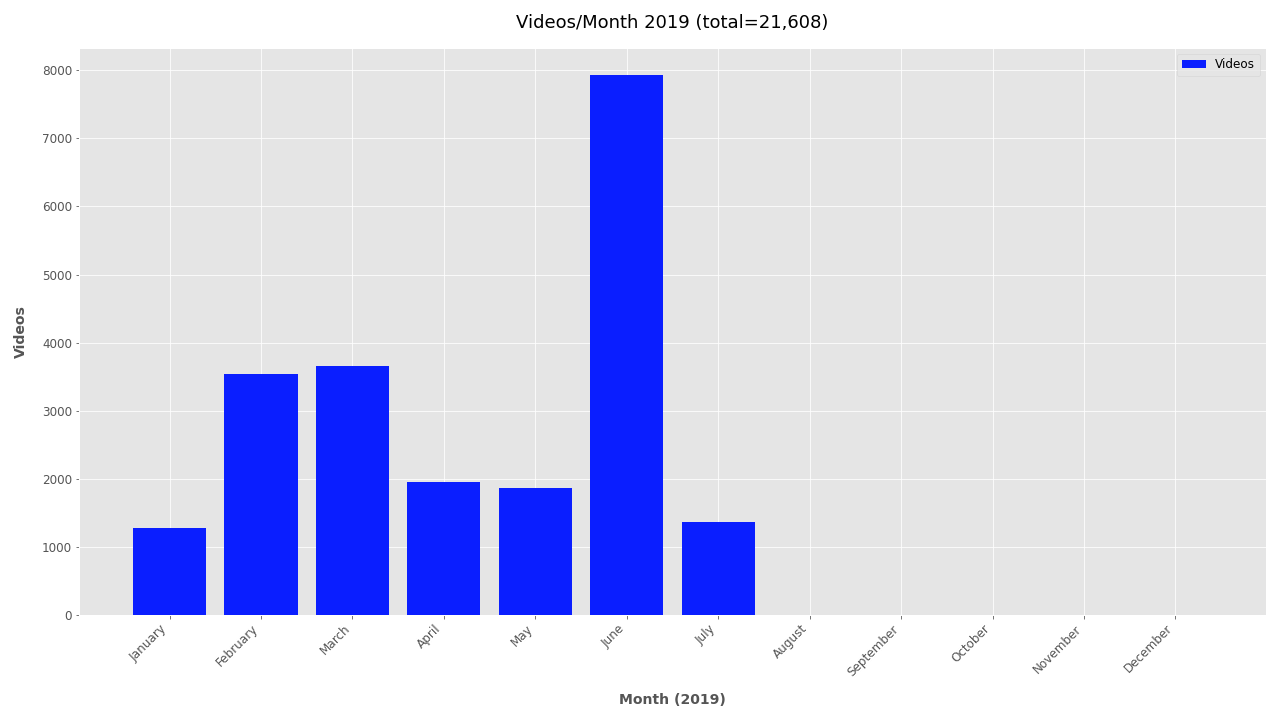 Videos/Month 2019 (total=21,608)
Videos
8000
7000
6000
5000
4000
3000
2000
1000
0
Videos
January
February
March
April
May
June
July
August
September
October
November
December
Month (2019)